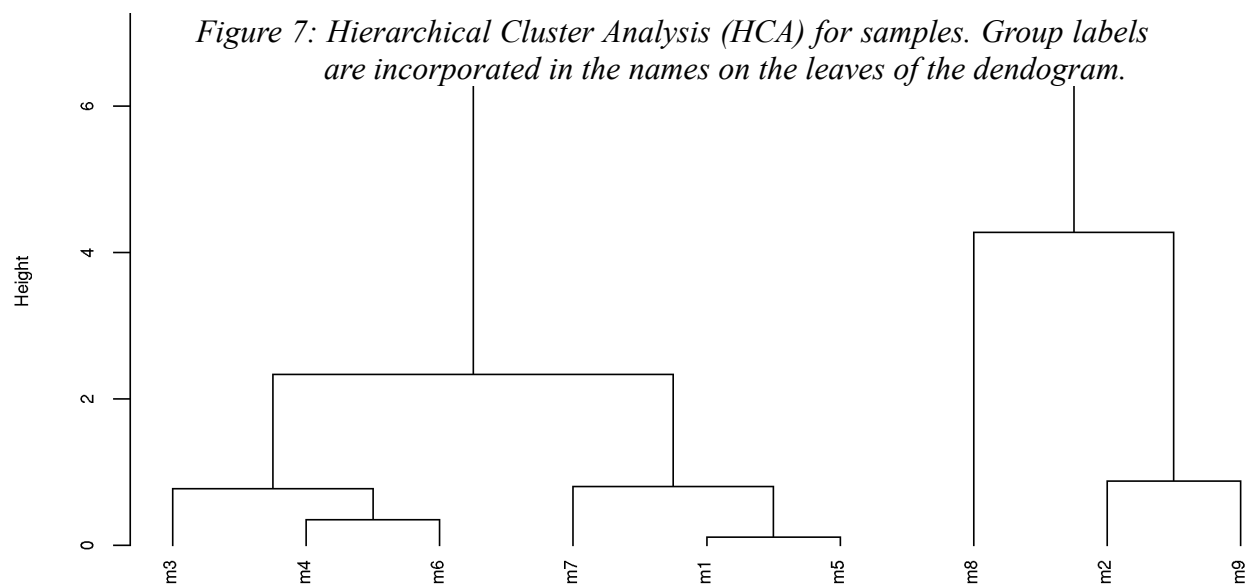 Figure 7: Hierarchical Cluster Analysis (HCA) for samples. Group labels
are incorporated in the names on the leaves of the dendogram.
6
4
Height
2
0
m3
m4
m6
m7
m1
m5
m8
m2
m9